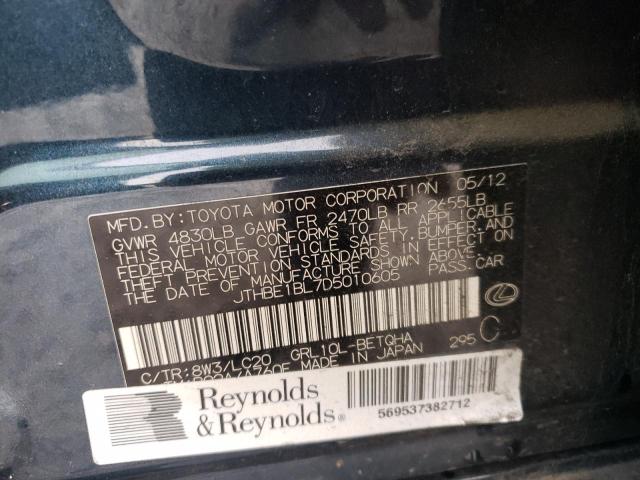 MFD.BY:TOYOTA MOTOR CORPORATION 05/12
GVWR 4830LB GAWR FR 2470LB RR 2455LB
THIS VEHICLE CONFORMS TO ALL APPLICABLE
FEDERAL MOTOR VEHICLE SAFETY, BUMPER, AND
THEFT PREVENTION STANDARDS IN EFFECT ON
THE DATE OF MANUFACTURE SHOWN ABOVE.
JTHBE1BL7D5010605 PASS.CAR
C/TR:8W3/LC20 GRL10L-BETQHA 295 C
MADE IN JAPAN
Reynolds
& Reynolds®
569537382712